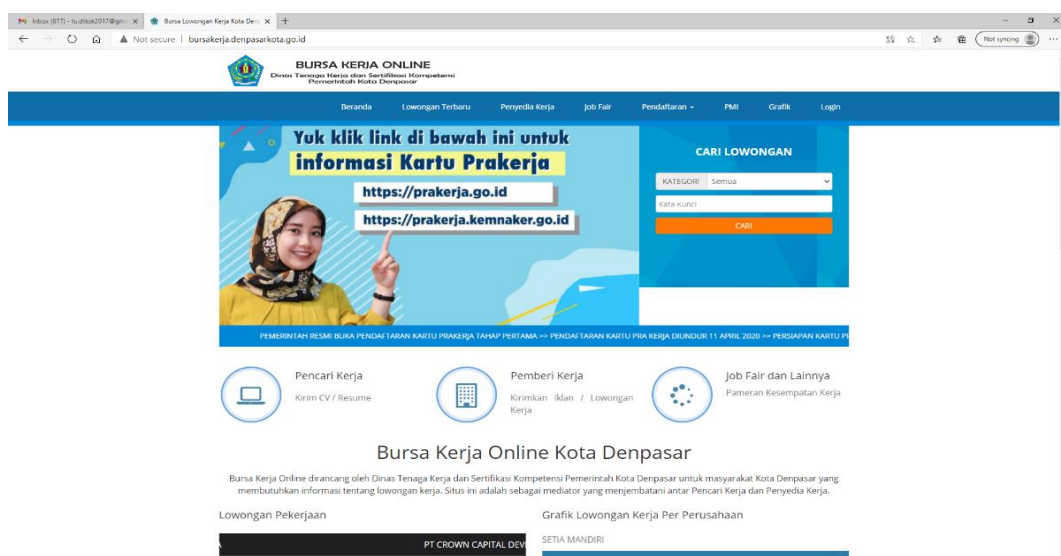 Inbox (877) - tu.dtksk2017@gm
Bursa Lowongan Kerja Kota Den
Not secure | bursakerja.denpasarkota.go.id
Not syncing
BURSA KERJA ONLINE
Dinas Tenaga Kerja dan Sertifikasi Kompetensi
Pemerintah Kota Denpasar
Beranda Lowongan Terbaru Penyedia Kerja Job Fair Pendaftaran PMI Grafik Login
Yuk klik link di bawah ini untuk
informasi Kartu Prakerja
https://prakerja.go.id
https://prakerja.kemnaker.go.id
CARI LOWONGAN
KATEGORI Semua
Kata Kunci
CARI
PEMERINTAH RESMI BUKA PENDAFTARAN KARTU PRAKERJA TAHAP PERTAMA >> PENDAFTARAN KARTU PRA KERJA DIUNDUR 11 APRIL 2020 >> PERSIAPAN KARTU
Pencari Kerja
Kirim CV / Resume
Pemberi Kerja
Kirimkan Iklan / Lowongan
Kerja
Job Fair dan Lainnya
Pameran Kesempatan Kerja
Bursa Kerja Online Kota Denpasar
Bursa Kerja Online dirancang oleh Dinas Tenaga Kerja dan Sertifikasi Kompetensi Pemerintah Kota Denpasar untuk masyarakat Kota Denpasar yang
membutuhkan informasi tentang lowongan kerja. Situs ini adalah sebagai mediator yang menjembatani antar Pencari Kerja dan Penyedia Kerja.
Lowongan Pekerjaan
PT CROWN CAPITAL DEV
Grafik Lowongan Kerja Per Perusahaan
SETIA MANDIRI